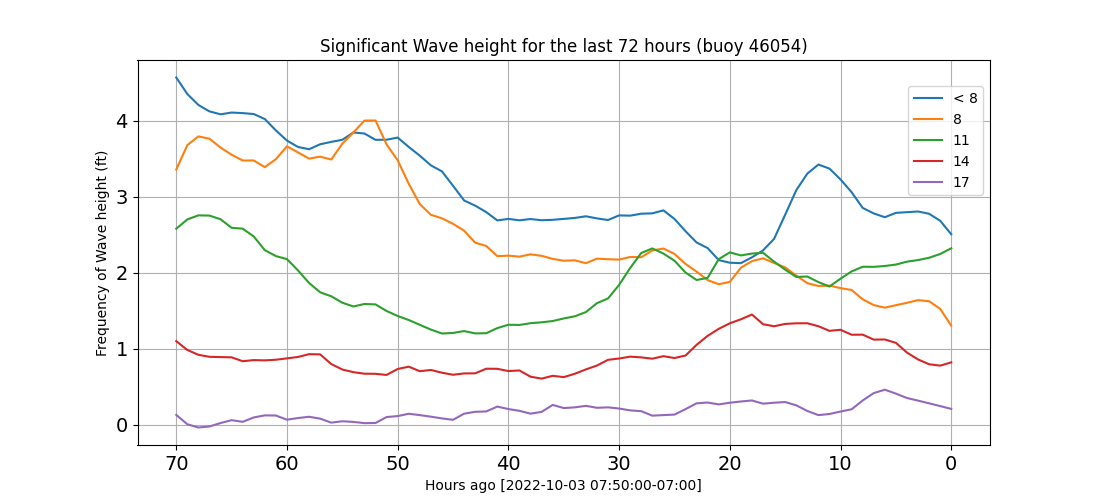 Significant Wave height for the last 72 hours (buoy 46054)
Frequency of Wave height (ft)
4
3
2
1
0
< 8
8
11
14
17
70 60 50 40 30 20 10 0
Hours ago [2022-10-03 07:50:00-07:00]